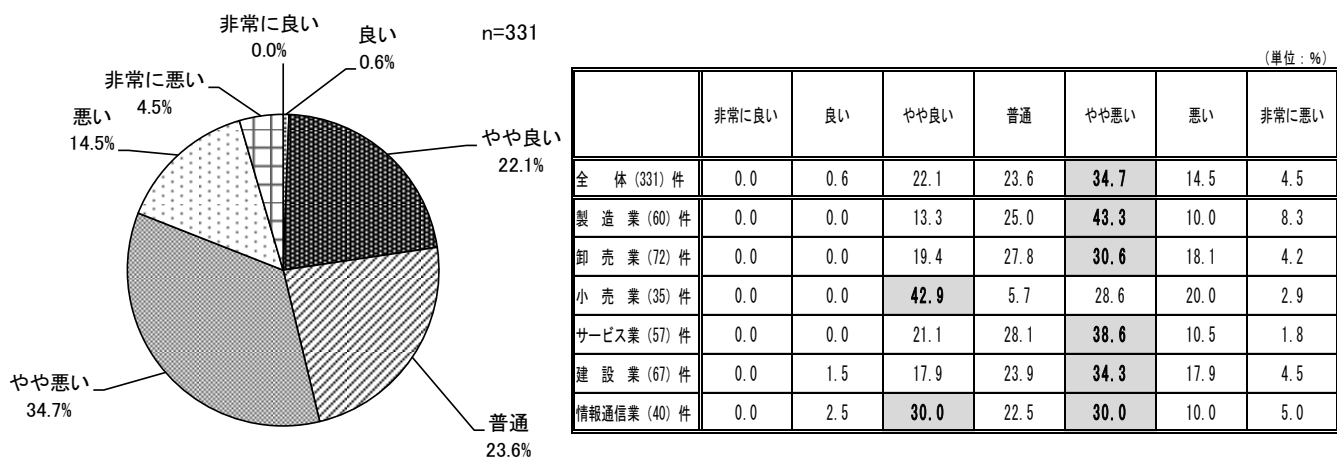 非常に良い
0.0%
良い
0.6%
n=331
非常に悪い
4.5%
悪い
14.5%
やや良い
22.1%
やや悪い
34.7%
普通
23.6%
(単位：%)
非常に良い 良い やや良い 普通 やや悪い 悪い 非常に悪い
全　体(331)件 0.0 0.6 22.1 23.6 34.7 14.5 4.5
製 造 業(60)件 0.0 0.0 13.3 25.0 43.3 10.0 8.3
卸 売 業(72)件 0.0 0.0 19.4 27.8 30.6 18.1 4.2
小 売 業(35)件 0.0 0.0 42.9 5.7 28.6 20.0 2.9
サービス業(57)件 0.0 0.0 21.1 28.1 38.6 10.5 1.8
建 設 業(67)件 0.0 1.5 17.9 23.9 34.3 17.9 4.5
情報通信業(40)件 0.0 2.5 30.0 22.5 30.0 10.0 5.0